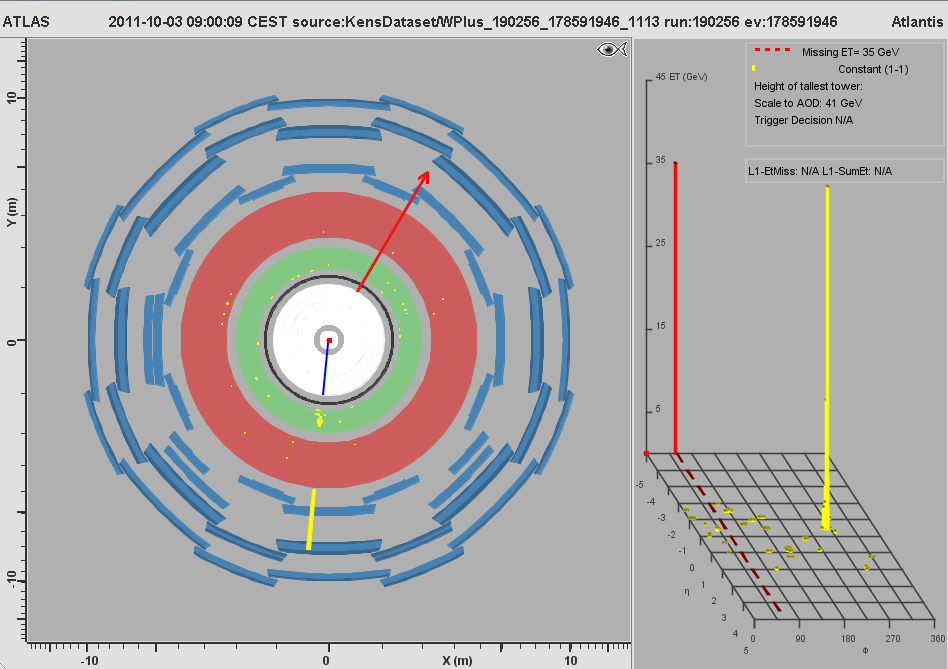 ATLAS 2011-10-03 09:00:09 CEST source:KensDataset/WPlus_190256_178591946_1113 run:190256 ev:178591946 Atlantis
Missing ET= 35 GeV
Constant (1-1)
Height of tallest tower:
Scale to AOD: 41 GeV
Trigger Decision N/A
L1-EtMiss: N/A L1-SumEt: N/A
10
Y (m)
0
-10
-10 0 X (m) 10
45 ET (GeV)
35
25
15
5
-5
-4
-3
-2
-1
0
η 1
2
3
4
5
0 90 180 270 360
Φ